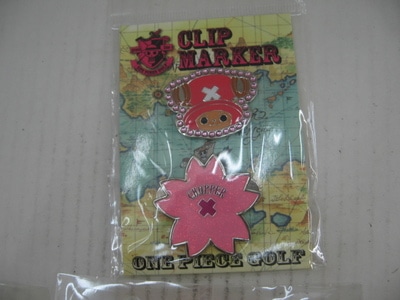 CLIP
MARKER
CHOPPER
ONE PIECE GOLF